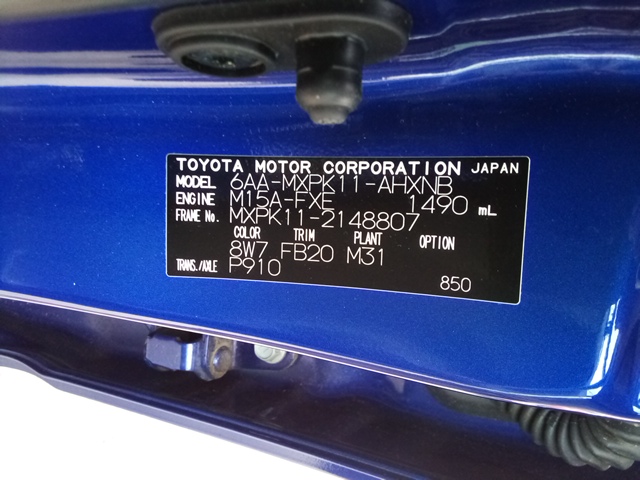 TOYOTA MOTOR CORPORATION JAPAN
MODEL 6AA-MXPK11-AHXNB
ENGINE M15A-FXE 1490 mL
FRAME No. MXPK11-2148807
COLOR TRIM PLANT OPTION
8W7 FB20 M31
TRANS./AXLE P910
850